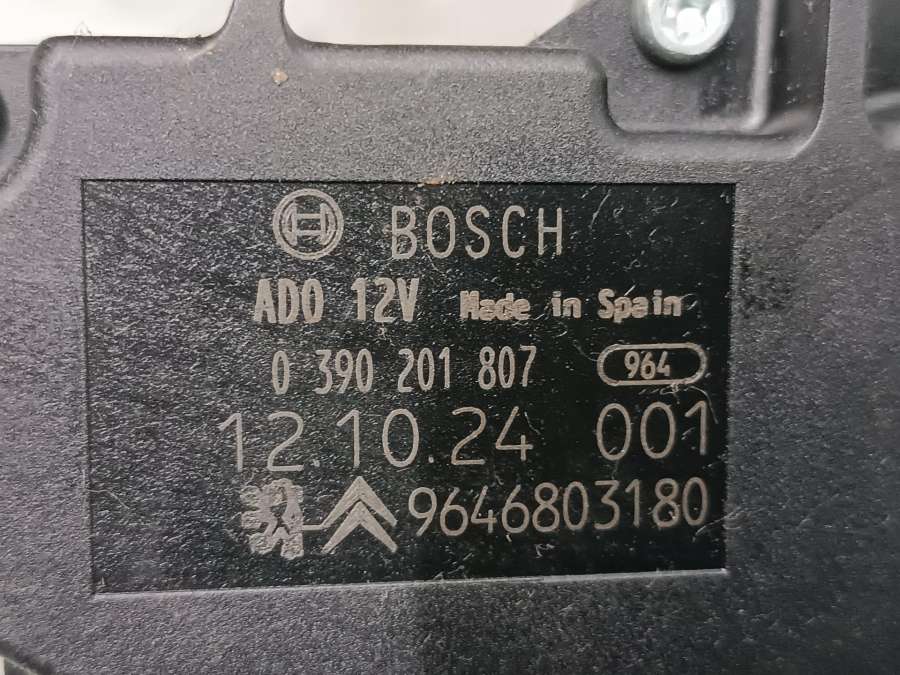 BOSCH
ADO 12V Made in Spain
0 390 201 807 964
12.10.24 001
9646803180